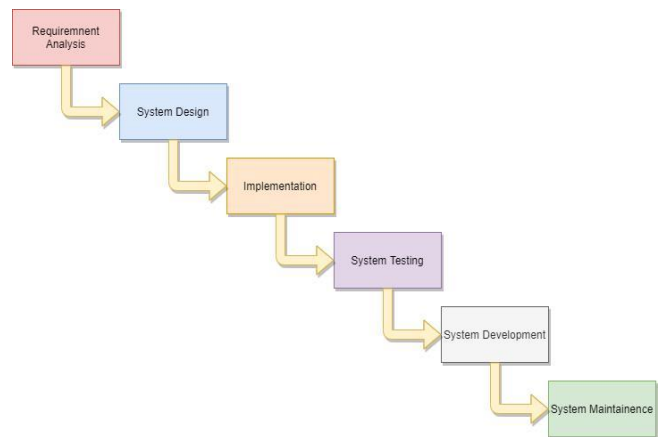 Requiremnent
Analysis
System Design
Implementation
System Testing
System Development
System Maintainence